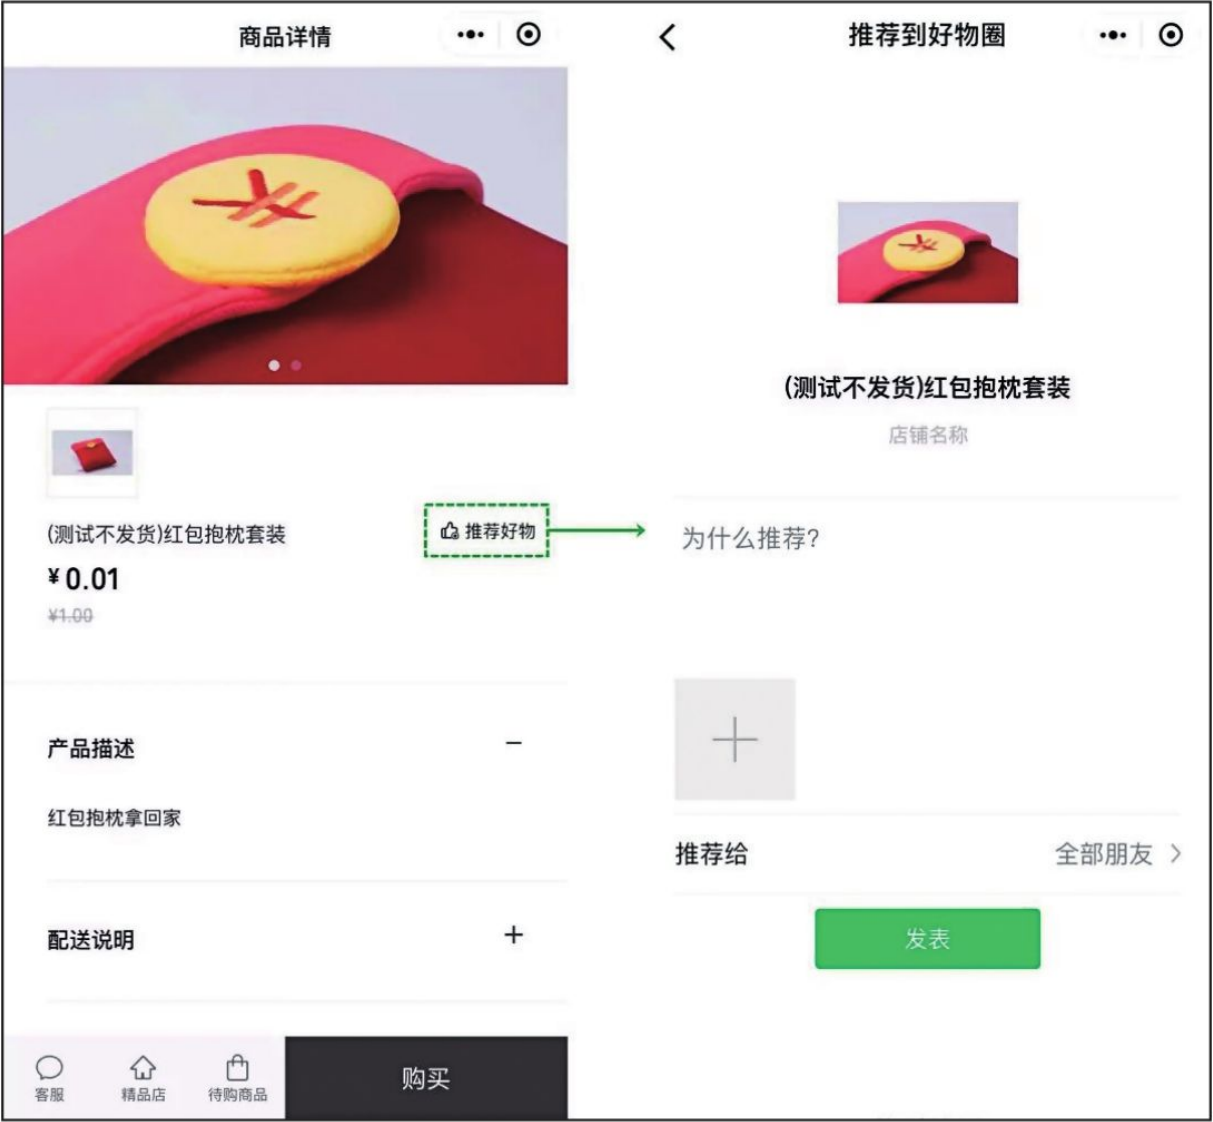 商品详情
(测试不发货)红包抱枕套装
推荐好物
¥0.01
¥1.00
产品描述
红包抱枕拿回家
配送说明
客服
精品店
待购商品
购买
推荐到好物圈
(测试不发货)红包抱枕套装
店铺名称
为什么推荐?
推荐给
全部朋友
发表